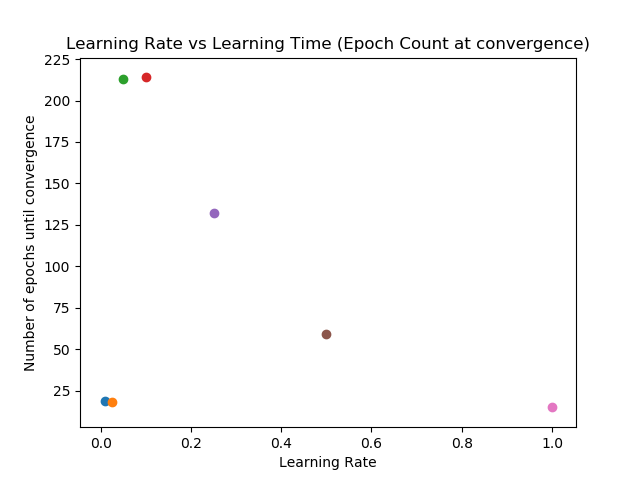 Learning Rate vs Learning Time (Epoch Count at convergence)
225
200
175
150
125
100
75
50
25
Number of epochs until convergence
0.0 0.2 0.4 0.6 0.8 1.0
Learning Rate